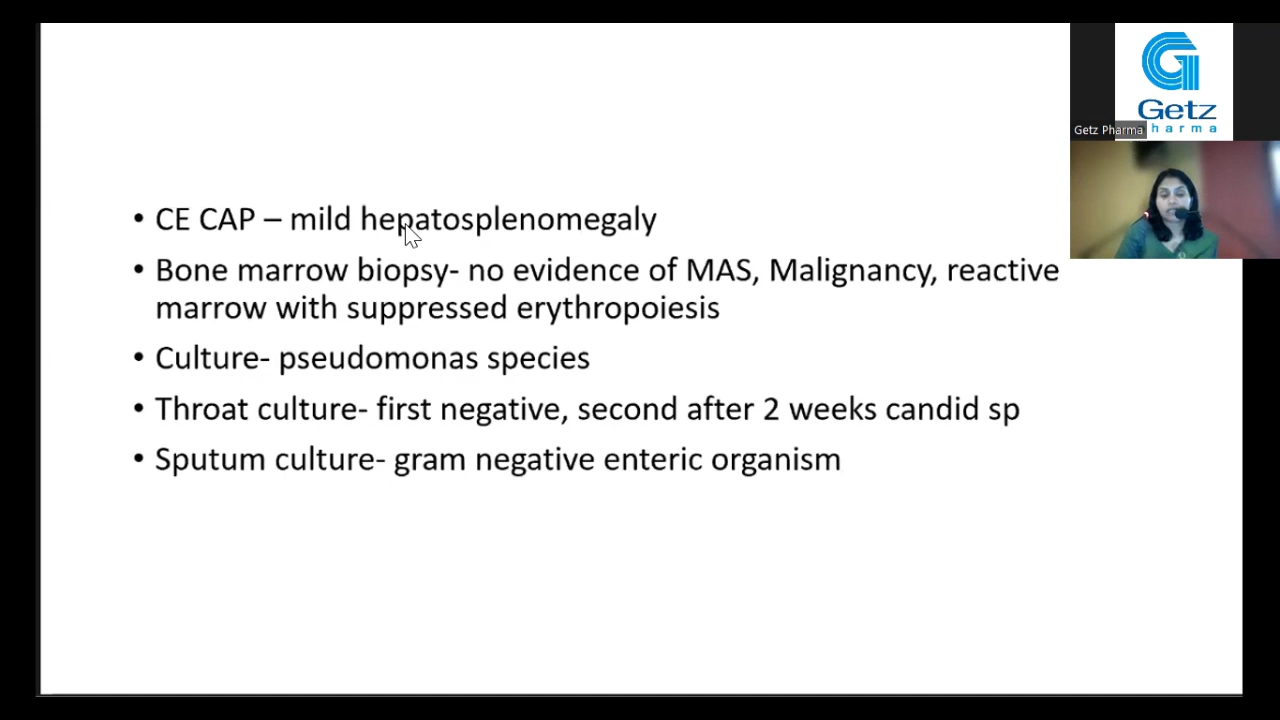 Getz
Getz Pharma harma
• CE CAP – mild hepatosplenomegaly
• Bone marrow biopsy- no evidence of MAS, Malignancy, reactive
marrow with suppressed erythropoiesis
• Culture- pseudomonas species
• Throat culture- first negative, second after 2 weeks candid sp
• Sputum culture- gram negative enteric organism